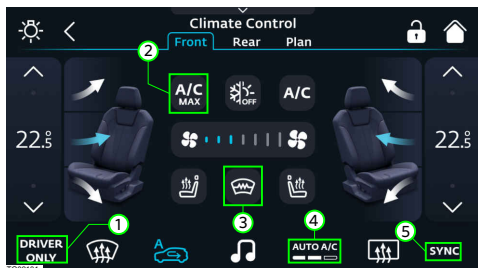 Climate Control
Front Rear Plan
2
A/C MAX
OFF
A/C
22.5
22.5
1
3
4
5
DRIVER ONLY
A
AUTO A/C
SYNC